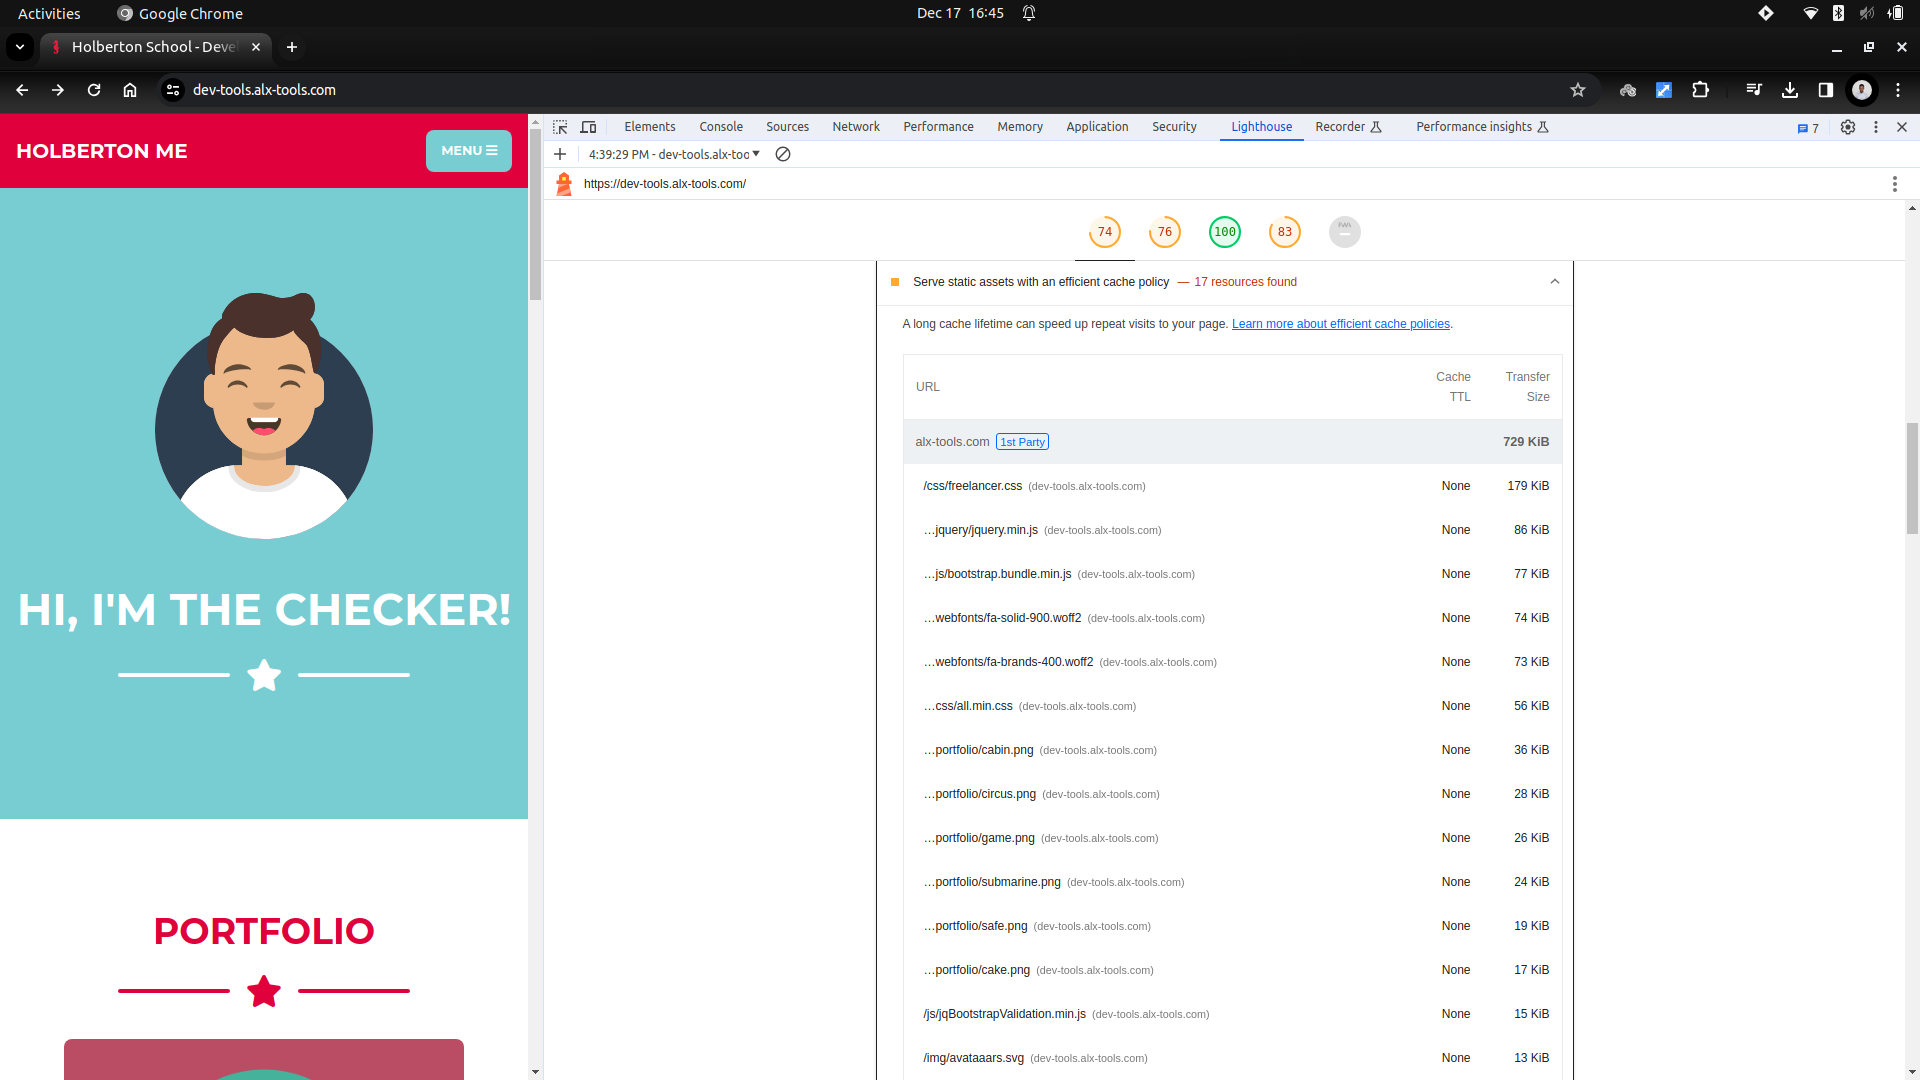 Activities
Google Chrome
Dec 17 16:45
Holberton School - Deve
dev-tools.alx-tools.com
HOLBERTON ME
MENU
HI, I'M THE CHECKER!
PORTFOLIO
Elements Console Sources Network Performance Memory Application Security Lighthouse Recorder Performance insights
7
4:39:29 PM - dev-tools.alx-too
https://dev-tools.alx-tools.com/
74 76 100 83 PWA
Serve static assets with an efficient cache policy — 17 resources found
A long cache lifetime can speed up repeat visits to your page. Learn more about efficient cache policies.
URL Cache TTL Transfer Size
alx-tools.com 1st Party 729 KiB
/css/freelancer.css (dev-tools.alx-tools.com) None 179 KiB
…jquery/jquery.min.js (dev-tools.alx-tools.com) None 86 KiB
…js/bootstrap.bundle.min.js (dev-tools.alx-tools.com) None 77 KiB
…webfonts/fa-solid-900.woff2 (dev-tools.alx-tools.com) None 74 KiB
…webfonts/fa-brands-400.woff2 (dev-tools.alx-tools.com) None 73 KiB
…css/all.min.css (dev-tools.alx-tools.com) None 56 KiB
…portfolio/cabin.png (dev-tools.alx-tools.com) None 36 KiB
…portfolio/circus.png (dev-tools.alx-tools.com) None 28 KiB
…portfolio/game.png (dev-tools.alx-tools.com) None 26 KiB
…portfolio/submarine.png (dev-tools.alx-tools.com) None 24 KiB
…portfolio/safe.png (dev-tools.alx-tools.com) None 19 KiB
…portfolio/cake.png (dev-tools.alx-tools.com) None 17 KiB
/js/jqBootstrapValidation.min.js (dev-tools.alx-tools.com) None 15 KiB
/img/avataaars.svg (dev-tools.alx-tools.com) None 13 KiB